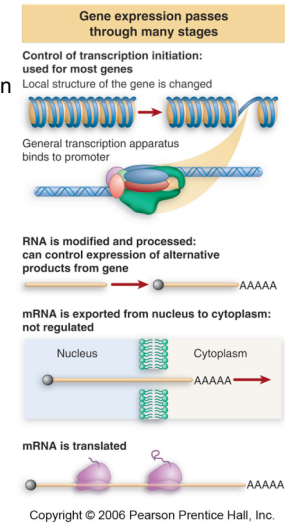 Gene expression passes
through many stages
Control of transcription initiation:
used for most genes
n
Local structure of the gene is changed
General transcription apparatus
binds to promoter
RNA is modified and processed:
can control expression of alternative
products from gene
AAAAA
mRNA is exported from nucleus to cytoplasm:
not regulated
Nucleus Cytoplasm
AAAAA
mRNA is translated
AAAAA
Copyright © 2006 Pearson Prentice Hall, Inc.